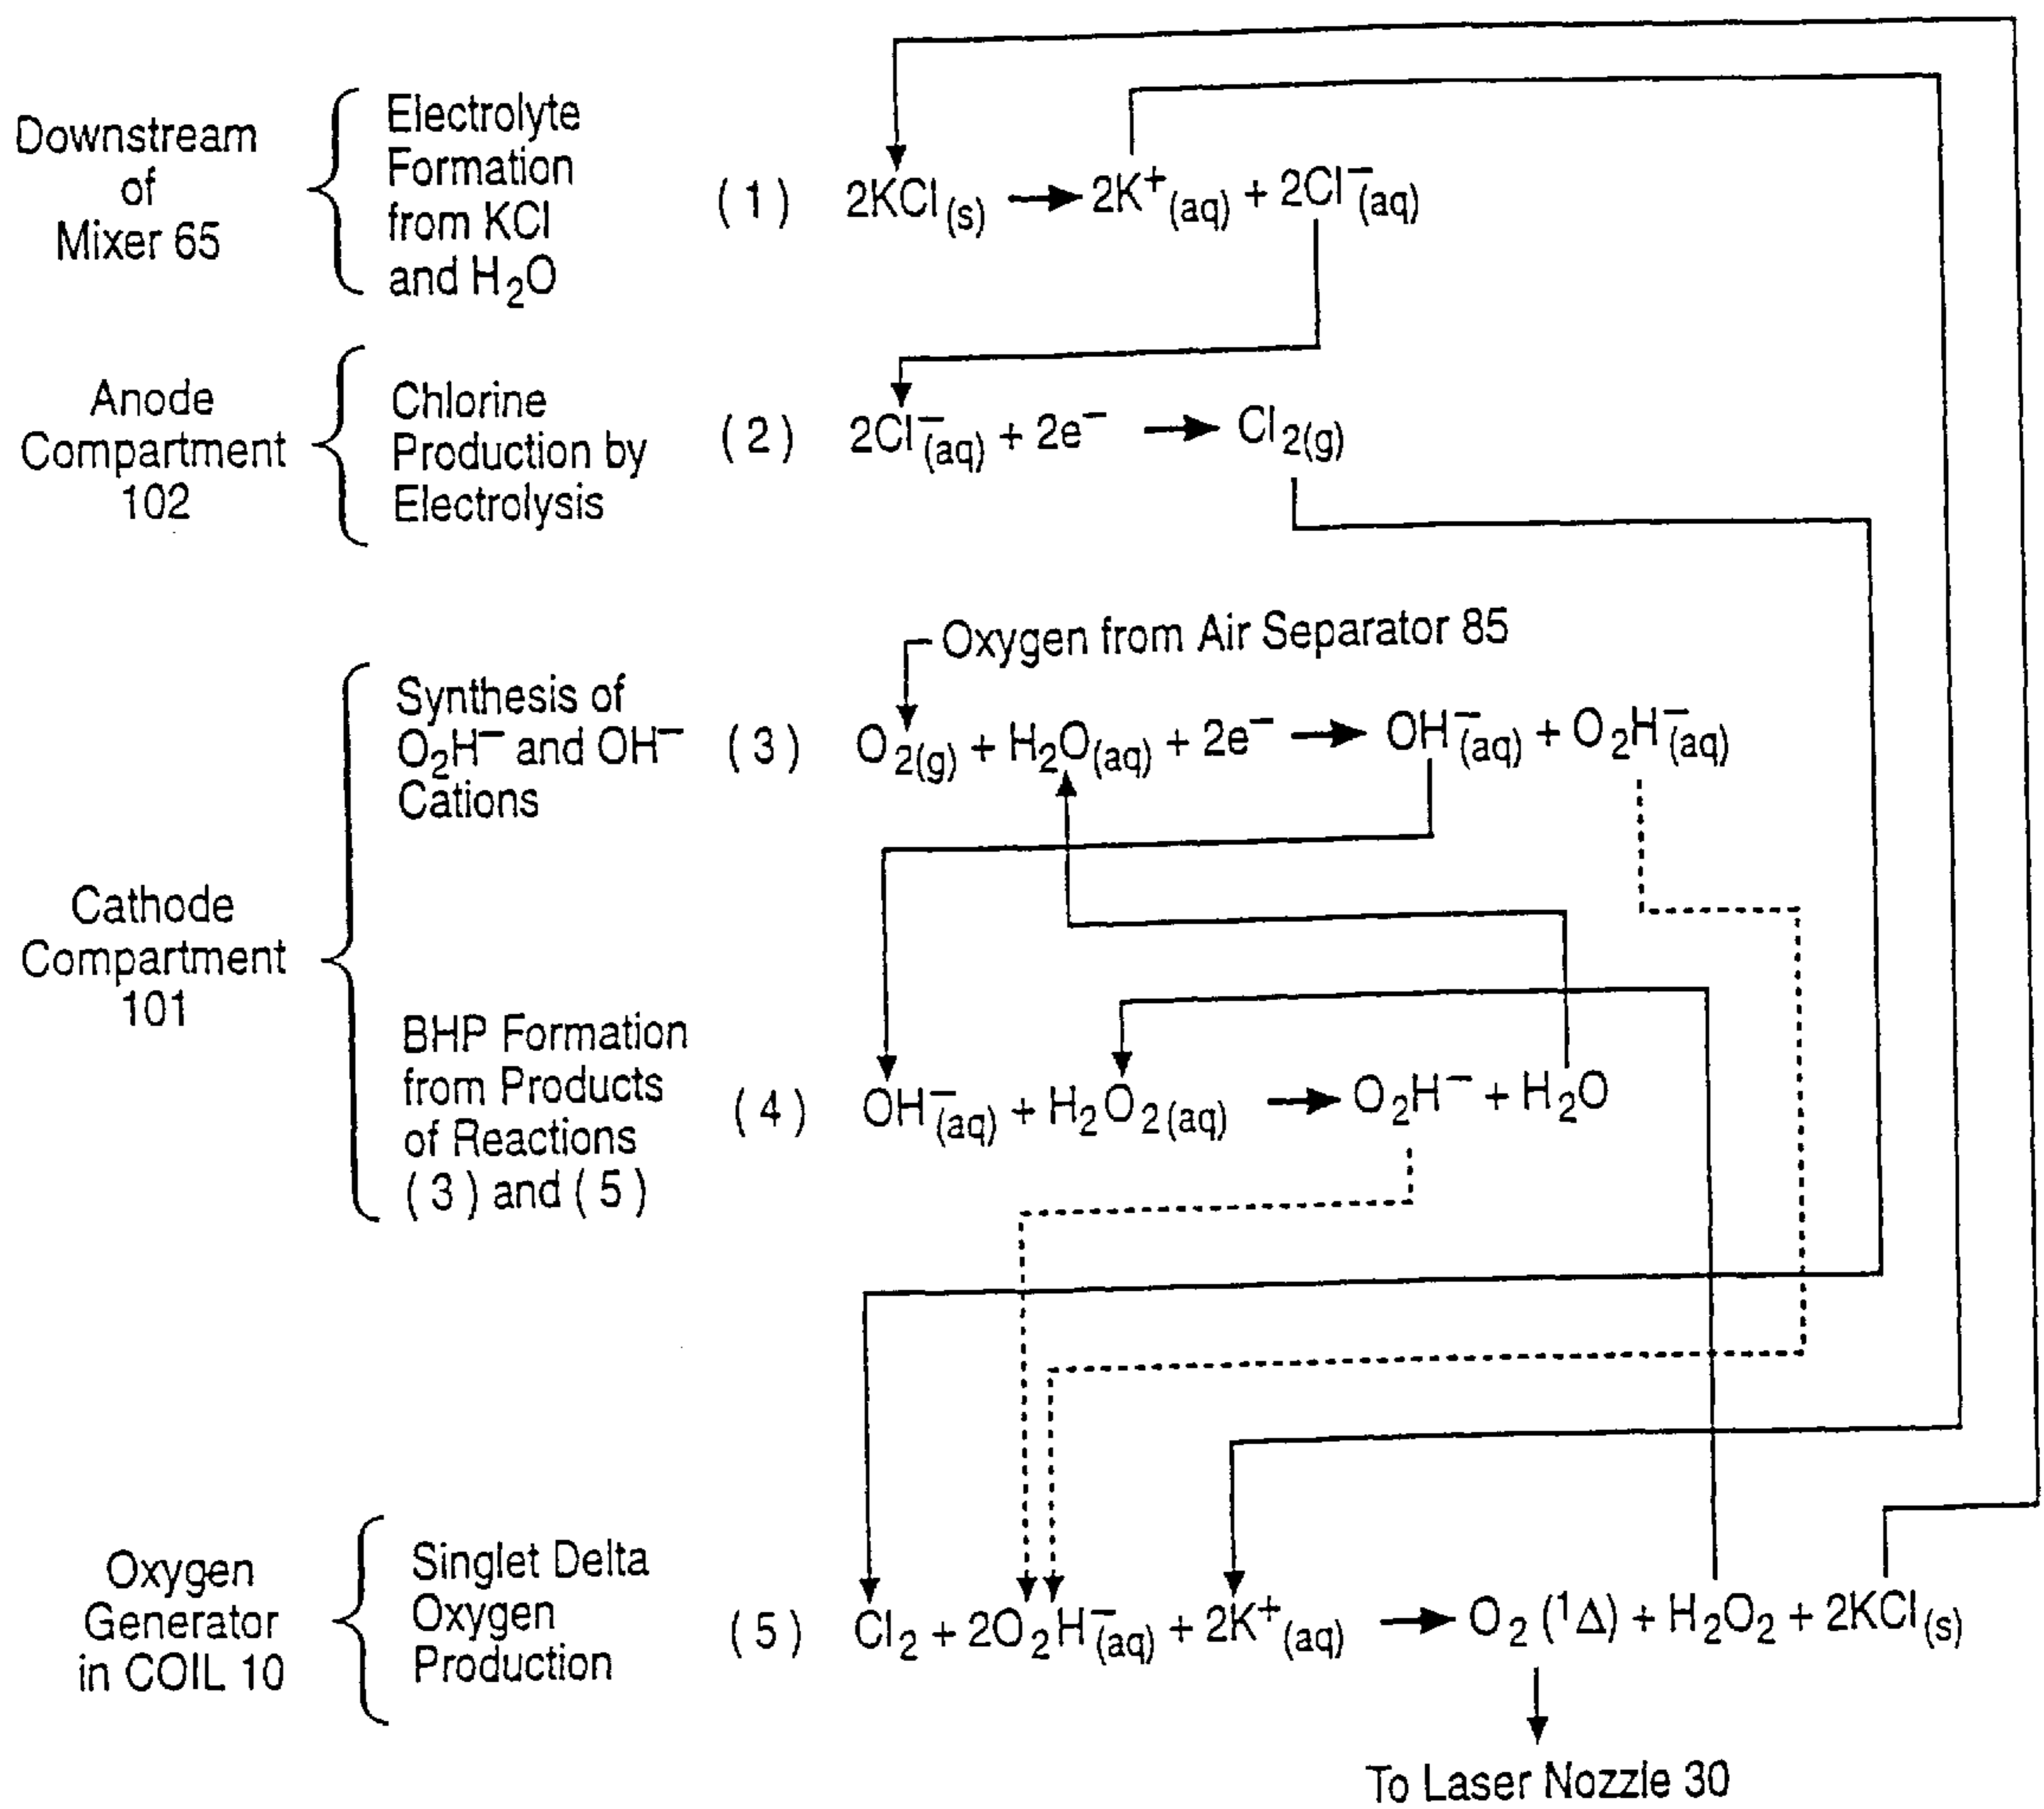 Downstream
of
Mixer 65
Electrolyte
Formation
from KCl
and H₂O
(1) 2KCl(s) → 2K⁺(aq) + 2Cl⁻(aq)
Anode
Compartment
102
Chlorine
Production by
Electrolysis
(2) 2Cl⁻(aq) + 2e⁻ → Cl₂(g)
Oxygen from Air Separator 85
Cathode
Compartment
101
Synthesis of
O₂H⁻ and OH⁻
Cations
(3) O₂(g) + H₂O(aq) + 2e⁻ → OH⁻(aq) + O₂H⁻(aq)
BHP Formation
from Products
of Reactions
(3) and (5)
(4) OH⁻(aq) + H₂O₂(aq) → O₂H⁻ + H₂O
Oxygen
Generator
in COIL 10
Singlet Delta
Oxygen
Production
(5) Cl₂ + 2O₂H⁻(aq) + 2K⁺(aq) → O₂ (¹Δ) + H₂O₂ + 2KCl(s)
To Laser Nozzle 30